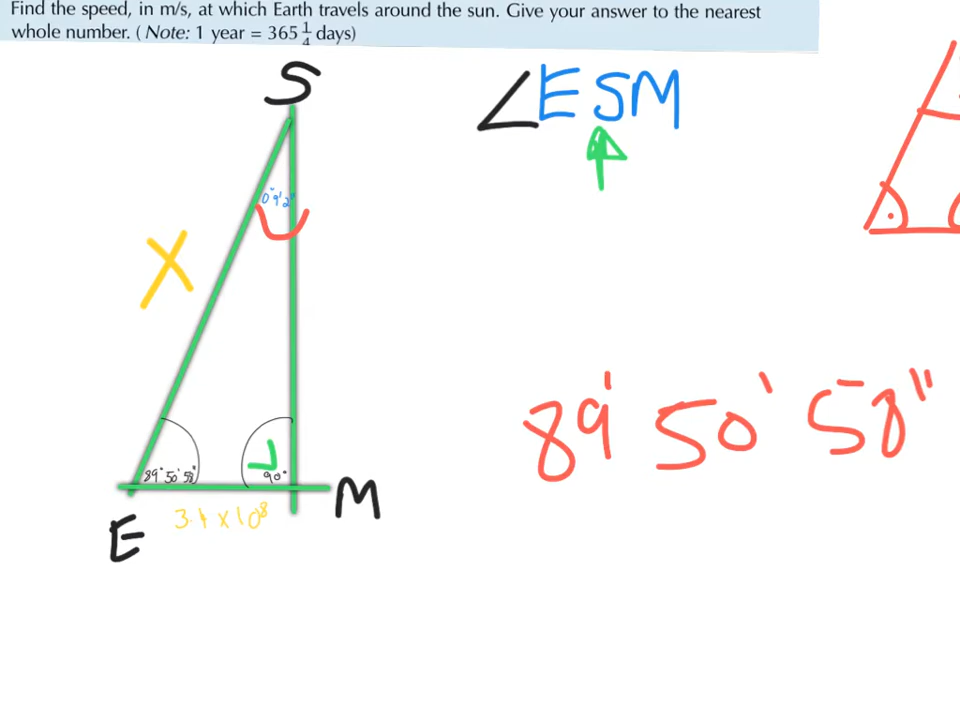 Find the speed, in m/s, at which Earth travels around the sun. Give your answer to the nearest
whole number. (Note: 1 year = 365 1/4 days)
S
∠ESM
0°9'2"
X
89' 50' 58"
89° 50' 58"
90°
M
E
3.4 x 10⁸